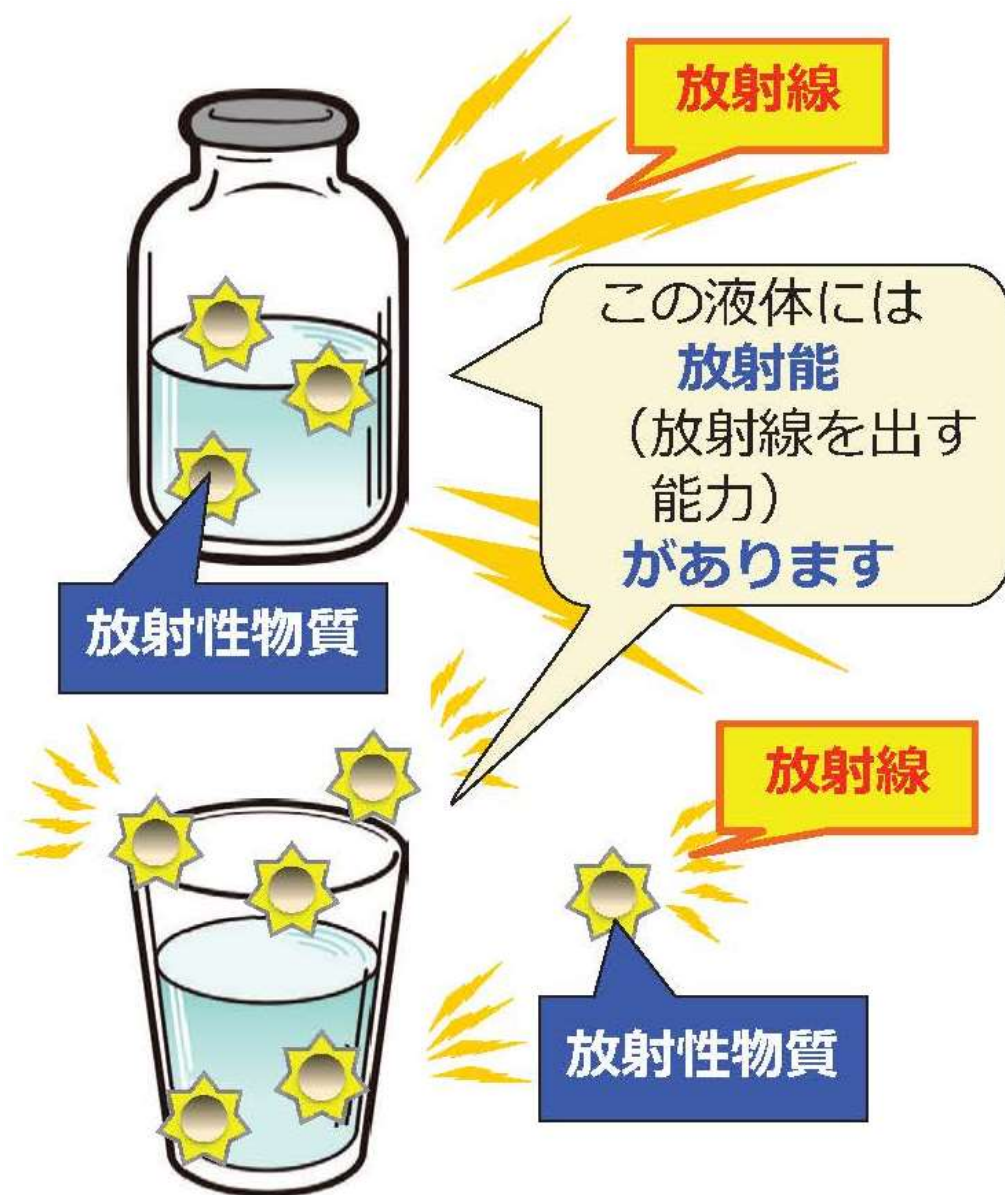 放射線
この液体には
放射能
（放射線を出す
能力）
があります
放射性物質
放射線
放射性物質